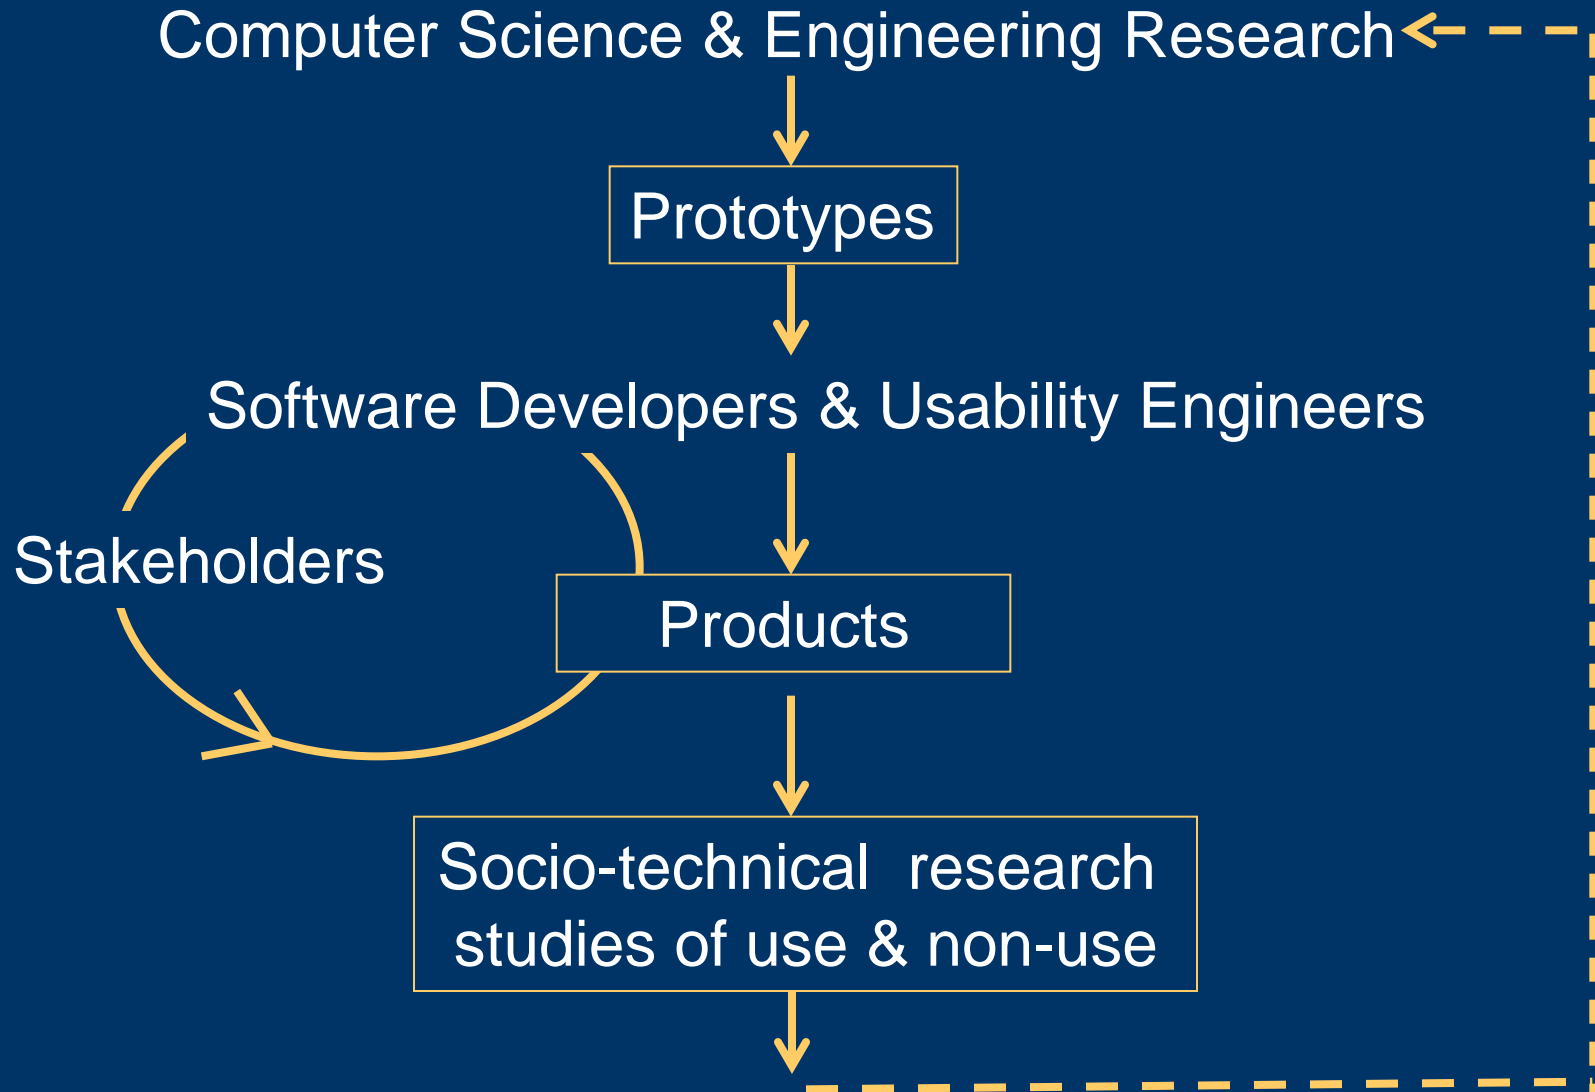 Computer Science & Engineering Research
Prototypes
Software Developers & Usability Engineers
Stakeholders
Products
Socio-technical research
studies of use & non-use